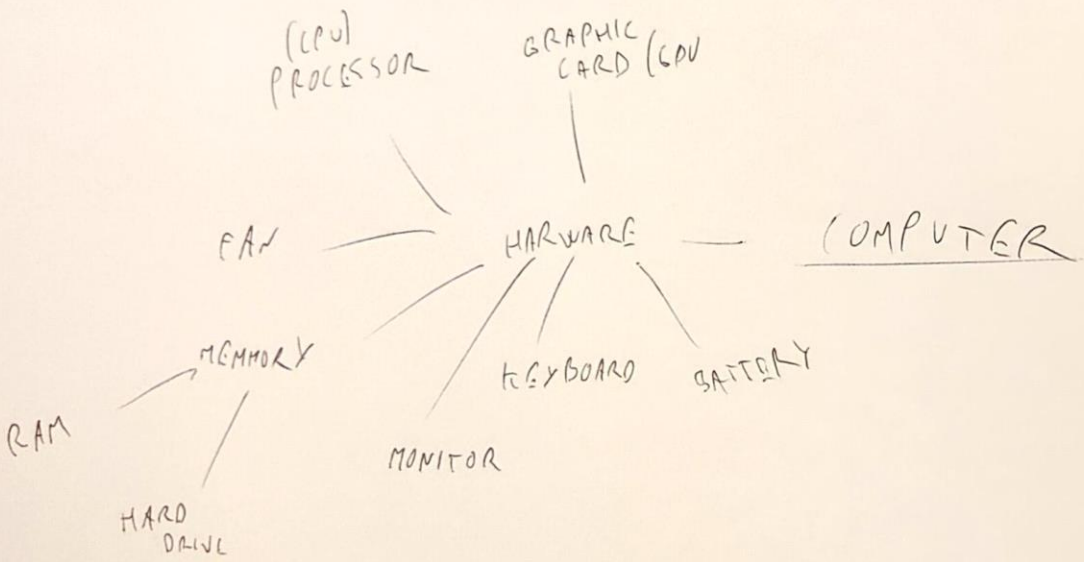 (CPU)
PROCESSOR
GRAPHIC
CARD (GPU
FAN
HARWARE
COMPUTER
MEMMORY
KEYBOARD
BATTERY
RAM
MONITOR
HARD
DRIVE